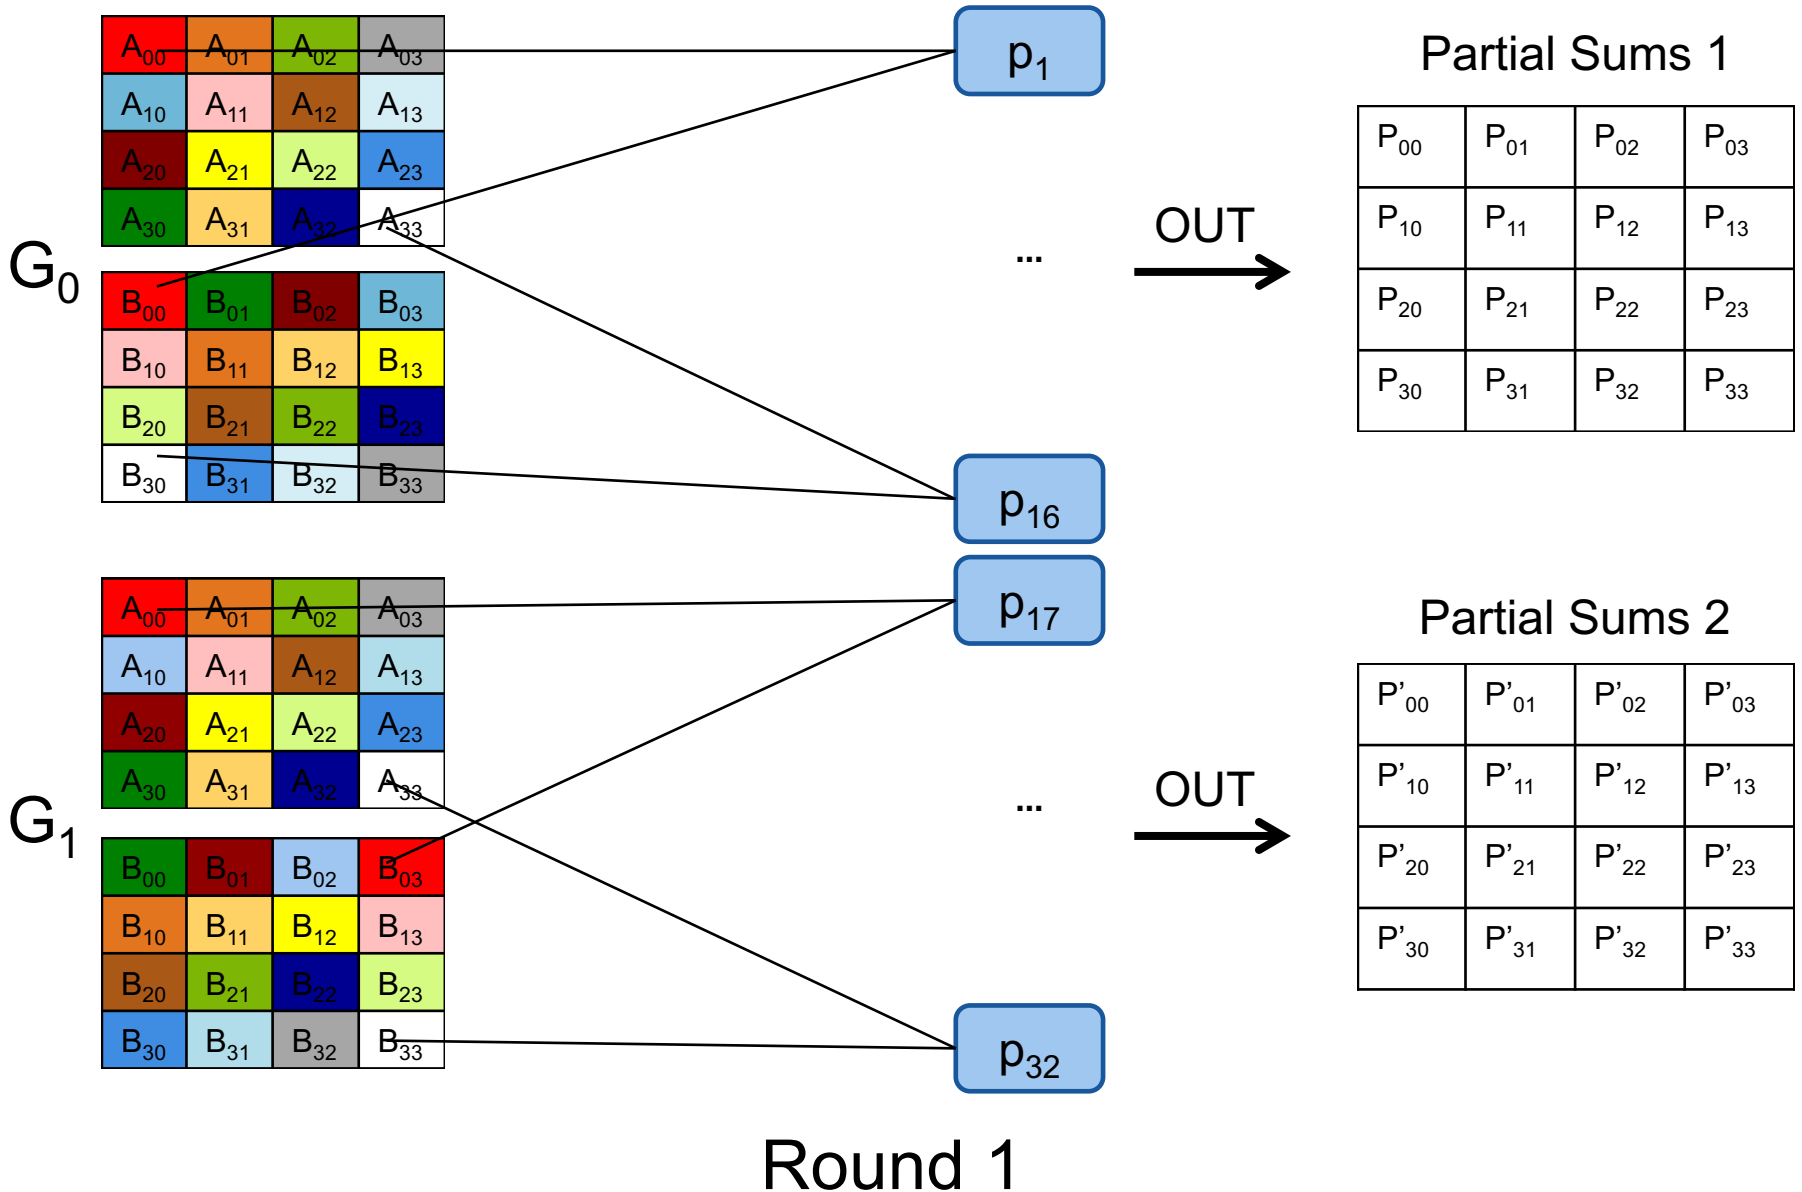 A00 A01 A02 A03
A10 A11 A12 A13
A20 A21 A22 A23
A30 A31 A32 A33
G0
B00 B01 B02 B03
B10 B11 B12 B13
B20 B21 B22 B23
B30 B31 B32 B33
p1
...
p16
OUT
Partial Sums 1
P00 P01 P02 P03
P10 P11 P12 P13
P20 P21 P22 P23
P30 P31 P32 P33
A00 A01 A02 A03
A10 A11 A12 A13
A20 A21 A22 A23
A30 A31 A32 A33
G1
B00 B01 B02 B03
B10 B11 B12 B13
B20 B21 B22 B23
B30 B31 B32 B33
p17
...
p32
OUT
Partial Sums 2
P’00 P’01 P’02 P’03
P’10 P’11 P’12 P’13
P’20 P’21 P’22 P’23
P’30 P’31 P’32 P’33
Round 1